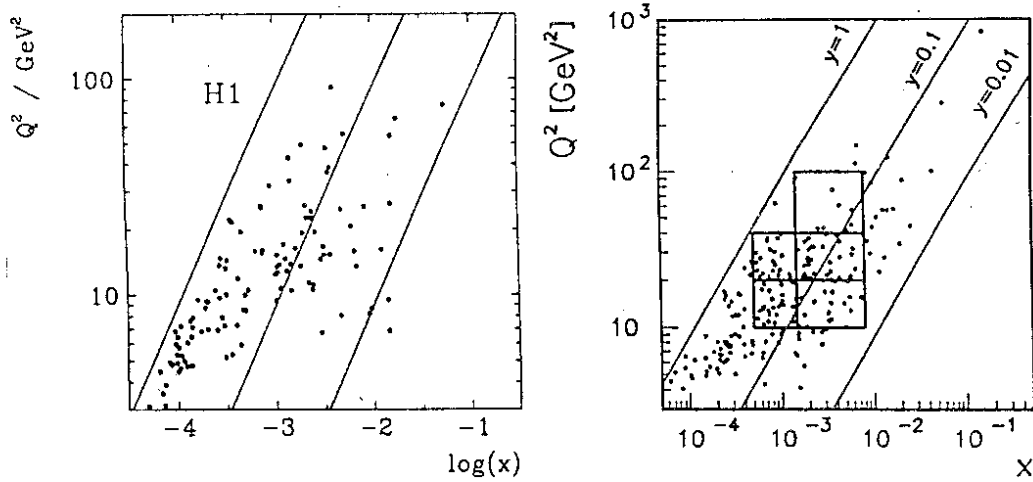 Q² / GeV²
100
10
H1
-4
-3
-2
-1
log(x)
Q² [GeV²]
10³
10²
10
y=1
y=0.1
y=0.01
10⁻⁴
10⁻³
10⁻²
10⁻¹
X